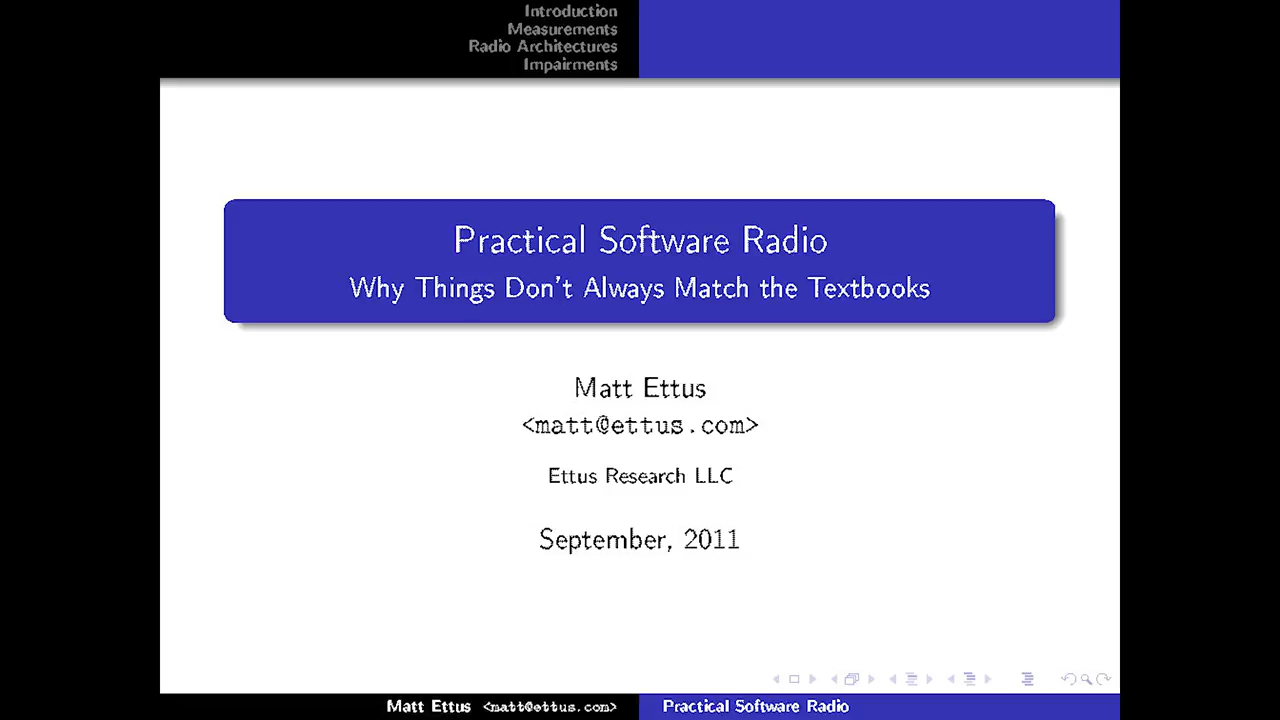 Introduction
Measurements
Radio Architectures
Impairments
Practical Software Radio
Why Things Don't Always Match the Textbooks
Matt Ettus
<matt@ettus.com>
Ettus Research LLC
September, 2011
Matt Ettus <matt@ettus.com>
Practical Software Radio